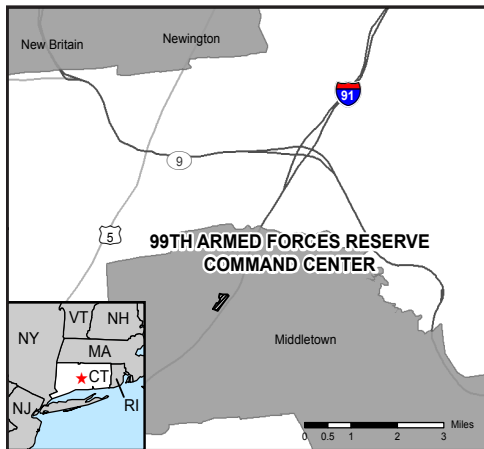 New Britain
Newington
91
9
5
99TH ARMED FORCES RESERVE
COMMAND CENTER
Middletown
VT
NH
NY
MA
CT
RI
NJ
Miles
0 0.5 1 2 3